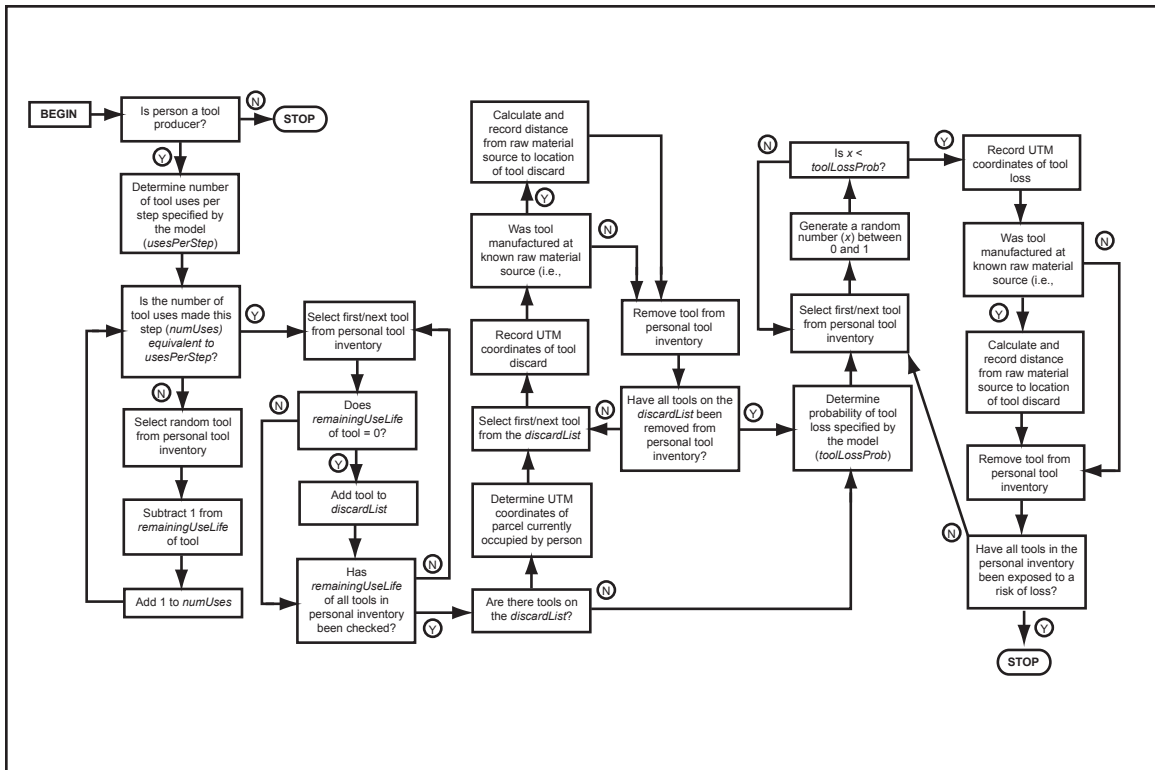 BEGIN
Is person a tool
producer?
N
STOP
Y
Determine number
of tool uses per
step specified by
the model
(usesPerStep)
Is the number of
tool uses made this
step (numUses)
equivalent to
usesPerStep?
Y
N
Select random tool
from personal tool
inventory
Subtract 1 from
remainingUseLife
of tool
Add 1 to numUses
Select first/next tool
from personal tool
inventory
N
Does
remainingUseLife
of tool = 0?
Y
Add tool to
discardList
Has
remainingUseLife
of all tools in
personal inventory
been checked?
N
Y
Are there tools on
the discardList?
N
Determine UTM
coordinates of
parcel currently
occupied by person
Select first/next tool
from the discardList
Record UTM
coordinates of tool
discard
Was tool
manufactured at
known raw material
source (i.e.,
N
Y
Calculate and
record distance
from raw material
source to location
of tool discard
Remove tool from
personal tool
inventory
Have all tools on the
discardList been
removed from
personal tool
inventory?
N
Y
Determine
probability of tool
loss specified by
the model
(toolLossProb)
Select first/next tool
from personal tool
inventory
Generate a random
number (x) between
0 and 1
Is x <
toolLossProb?
N
Y
Record UTM
coordinates of tool
loss
Was tool
manufactured at
known raw material
source (i.e.,
N
Y
Calculate and
record distance
from raw material
source to location
of tool discard
Remove tool from
personal tool
inventory
Have all tools in the
personal inventory
been exposed to a
risk of loss?
N
Y
STOP